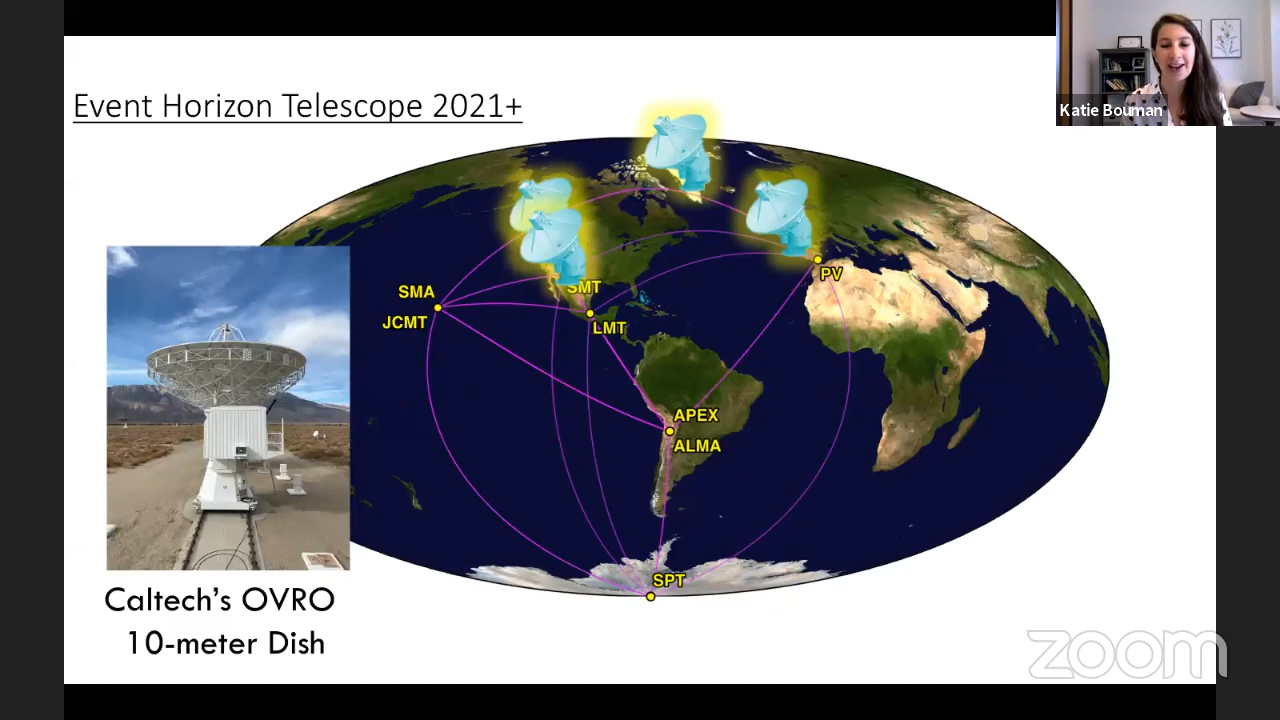 Event Horizon Telescope 2021+
Katie Bouman
SMA
JCMT
SMT
LMT
PV
APEX
ALMA
SPT
Caltech's OVRO
10-meter Dish
zoom